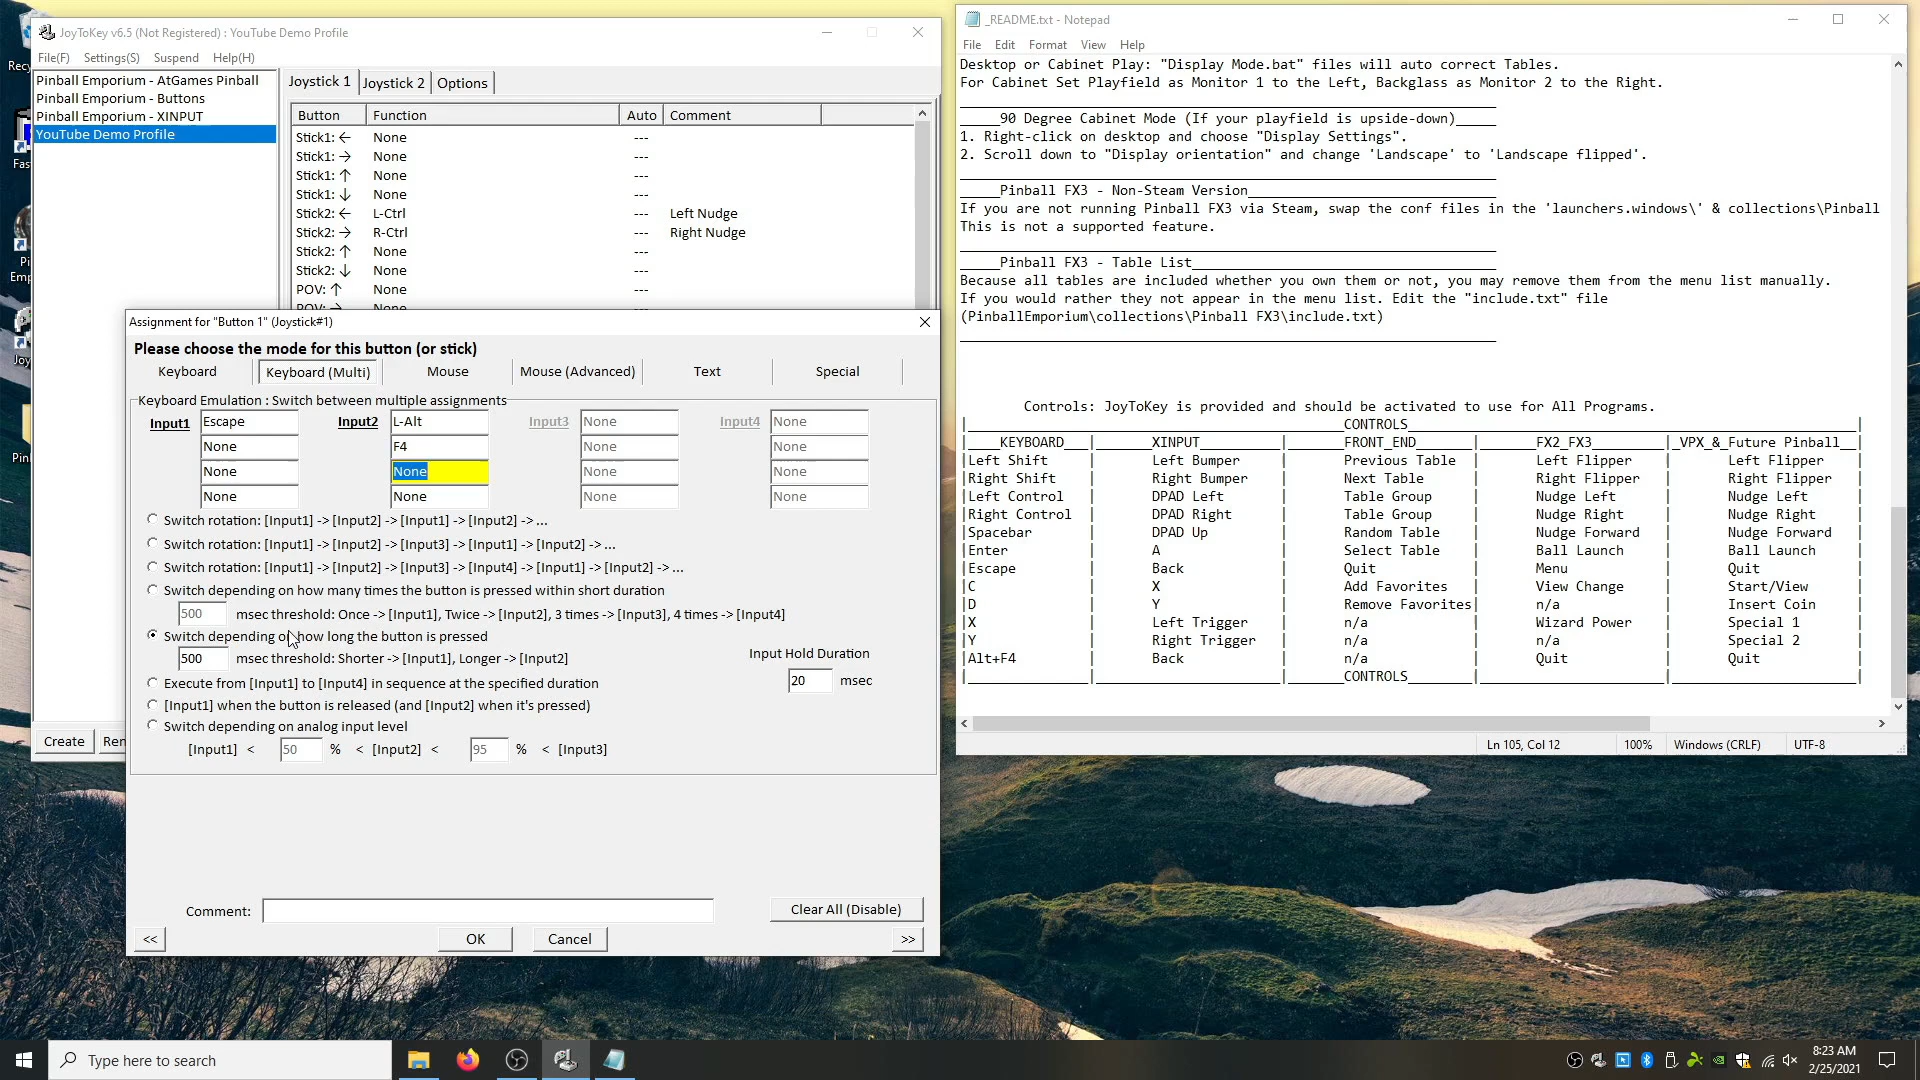 JoyToKey v6.5 (Not Registered) : YouTube Demo Profile
File(F) Settings(S) Suspend Help(H)
Pinball Emporium - AtGames Pinball
Pinball Emporium - Buttons
Pinball Emporium - XINPUT
YouTube Demo Profile
Joystick 1 Joystick 2 Options
Button Function Auto Comment
Stick1: ← None ---
Stick1: → None ---
Stick1: ↑ None ---
Stick1: ↓ None ---
Stick2: ← L-Ctrl --- Left Nudge
Stick2: → R-Ctrl --- Right Nudge
Stick2: ↑ None ---
Stick2: ↓ None ---
POV: ↑ None ---
POV: → None ---
Create Ren
Assignment for "Button 1" (Joystick#1)
Please choose the mode for this button (or stick)
Keyboard Keyboard (Multi) Mouse Mouse (Advanced) Text Special
Keyboard Emulation : Switch between multiple assignments
Input1 Escape Input2 L-Alt Input3 None Input4 None
None F4 None None
None None None None
None None None None
Switch rotation: [Input1] -> [Input2] -> [Input1] -> [Input2] -> ...
Switch rotation: [Input1] -> [Input2] -> [Input3] -> [Input1] -> [Input2] -> ...
Switch rotation: [Input1] -> [Input2] -> [Input3] -> [Input4] -> [Input1] -> [Input2] -> ...
Switch depending on how many times the button is pressed within short duration
500 msec threshold: Once -> [Input1], Twice -> [Input2], 3 times -> [Input3], 4 times -> [Input4]
Switch depending on how long the button is pressed
500 msec threshold: Shorter -> [Input1], Longer -> [Input2]
Input Hold Duration
20 msec
Execute from [Input1] to [Input4] in sequence at the specified duration
[Input1] when the button is released (and [Input2] when it's pressed)
Switch depending on analog input level
[Input1] < 50 % < [Input2] < 95 % < [Input3]
Comment:
Clear All (Disable)
<< OK Cancel >>
_README.txt - Notepad
File Edit Format View Help
Desktop or Cabinet Play: "Display Mode.bat" files will auto correct Tables.
For Cabinet Set Playfield as Monitor 1 to the Left, Backglass as Monitor 2 to the Right.
_____90 Degree Cabinet Mode (If your playfield is upside-down)_____
1. Right-click on desktop and choose "Display Settings".
2. Scroll down to "Display orientation" and change 'Landscape' to 'Landscape flipped'.
_____Pinball FX3 - Non-Steam Version_____
If you are not running Pinball FX3 via Steam, swap the conf files in the 'launchers.windows\' & collections\Pinball
This is not a supported feature.
_____Pinball FX3 - Table List_____
Because all tables are included whether you own them or not, you may remove them from the menu list manually.
If you would rather they not appear in the menu list. Edit the "include.txt" file
(PinballEmporium\collections\Pinball FX3\include.txt)
Controls: JoyToKey is provided and should be activated to use for All Programs.
CONTROLS
|____KEYBOARD___|______XINPUT_______|_______FRONT_END_______|_______FX2_FX3_________|_VPX_&_Future Pinball__|
|Left Shift | Left Bumper | Previous Table | Left Flipper | Left Flipper |
|Right Shift | Right Bumper | Next Table | Right Flipper | Right Flipper |
|Left Control | DPAD Left | Table Group | Nudge Left | Nudge Left |
|Right Control | DPAD Right | Table Group | Nudge Right | Nudge Right |
|Spacebar | DPAD Up | Random Table | Nudge Forward | Nudge Forward |
|Enter | A | Select Table | Ball Launch | Ball Launch |
|Escape | Back | Quit | Menu | Quit |
|C | X | Add Favorites | View Change | Start/View |
|D | Y | Remove Favorites| n/a | Insert Coin |
|X | Left Trigger | n/a | Wizard Power | Special 1 |
|Y | Right Trigger | n/a | n/a | Special 2 |
|Alt+F4 | Back | n/a | Quit | Quit |
CONTROLS
Ln 105, Col 12 100% Windows (CRLF) UTF-8
Type here to search
8:23 AM
2/25/2021